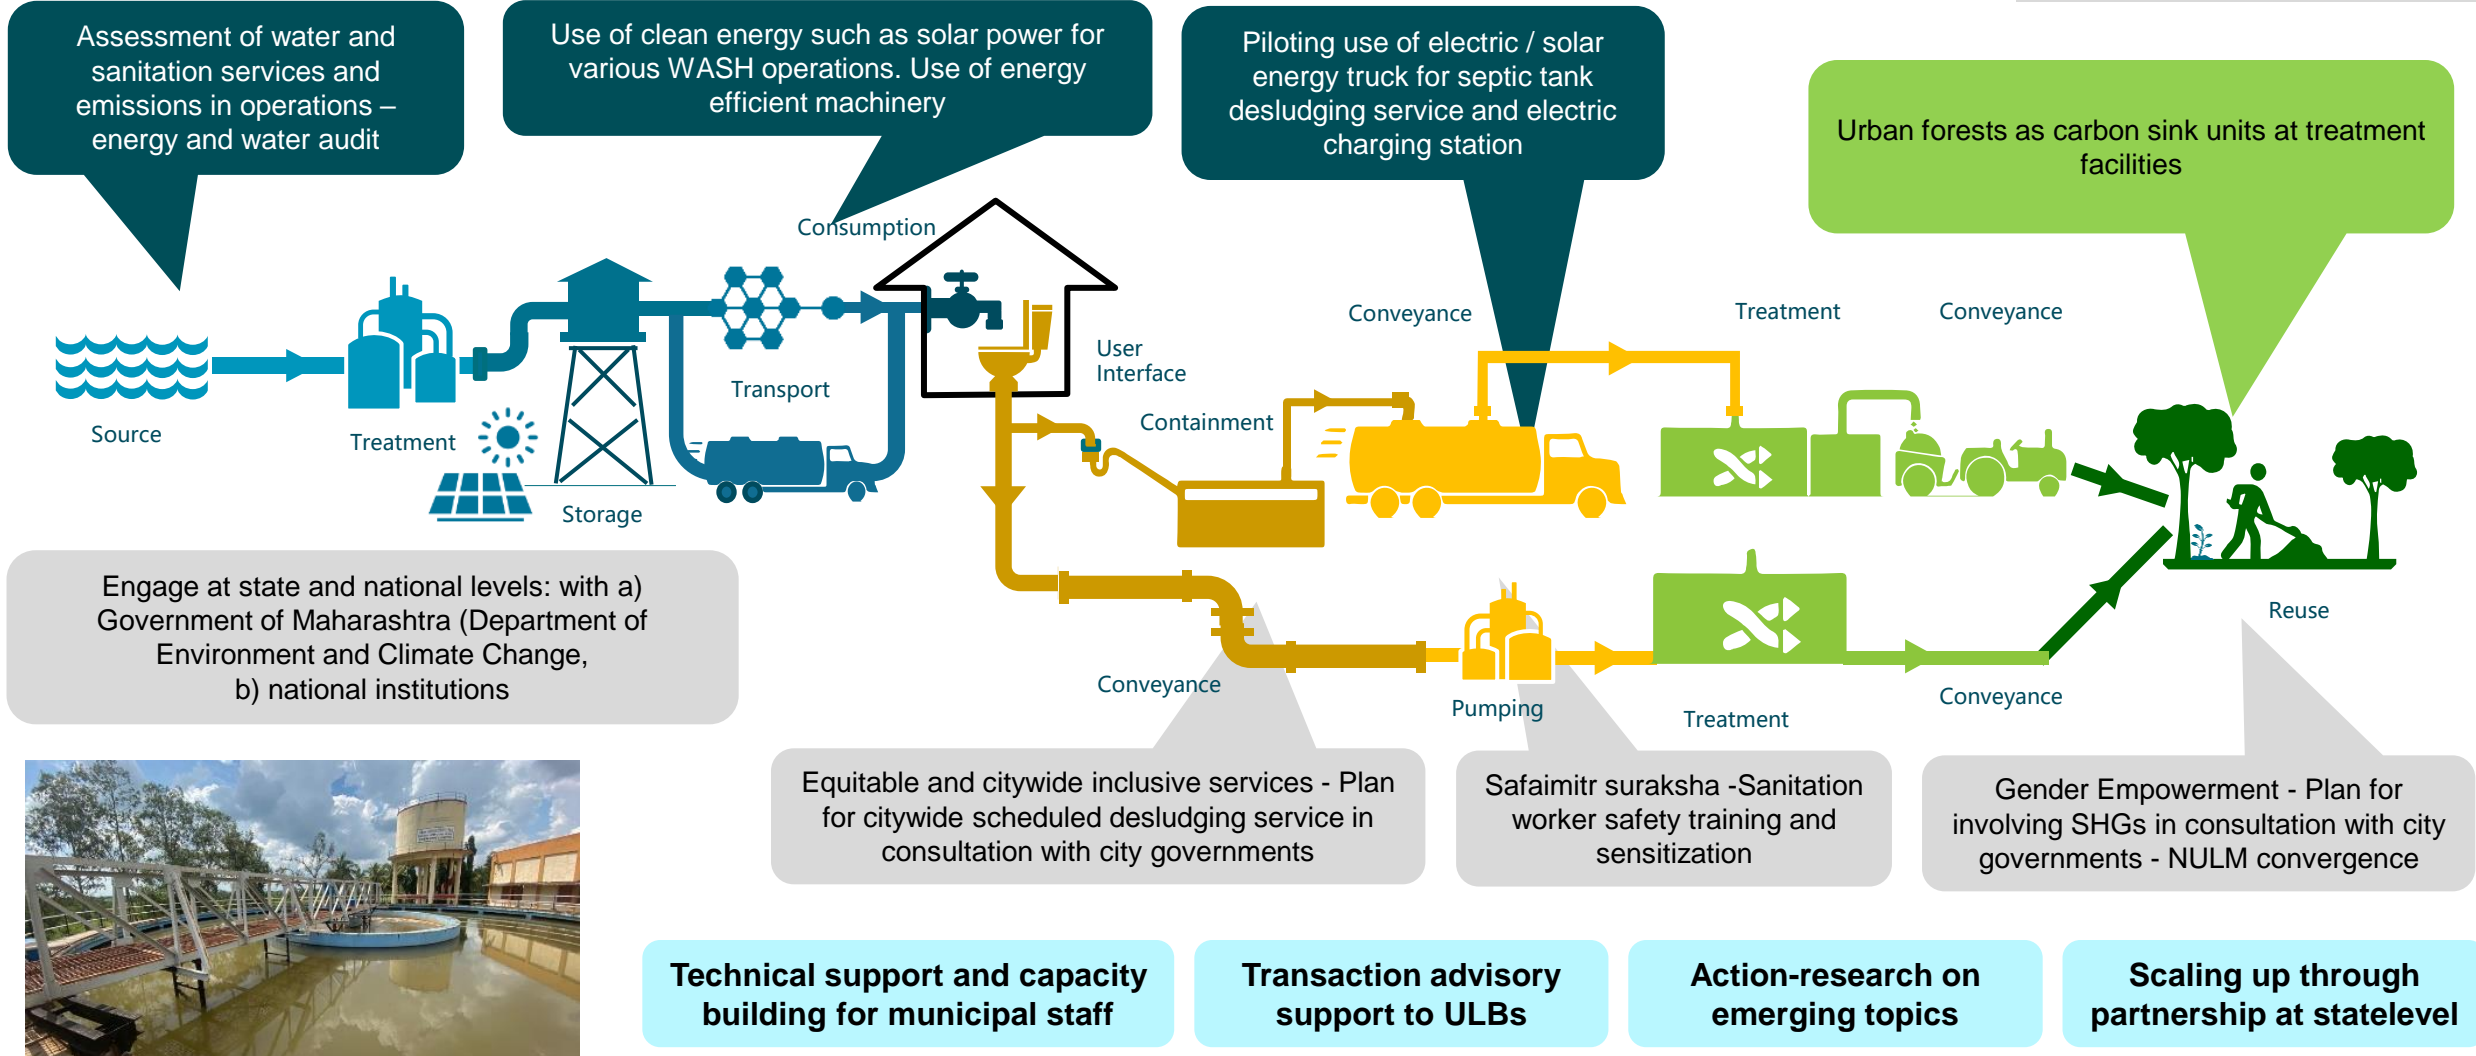 Assessment of water and
sanitation services and
emissions in operations –
energy and water audit
Use of clean energy such as solar power for
various WASH operations. Use of energy
efficient machinery
Piloting use of electric / solar
energy truck for septic tank
desludging service and electric
charging station
Urban forests as carbon sink units at treatment
facilities
Consumption
Source
Treatment
Storage
Transport
User
Interface
Containment
Conveyance
Treatment
Conveyance
Reuse
Conveyance
Pumping
Treatment
Conveyance
Engage at state and national levels: with a)
Government of Maharashtra (Department of
Environment and Climate Change,
b) national institutions
Equitable and citywide inclusive services - Plan
for citywide scheduled desludging service in
consultation with city governments
Safaimitr suraksha -Sanitation
worker safety training and
sensitization
Gender Empowerment - Plan for
involving SHGs in consultation with city
governments - NULM convergence
Technical support and capacity
building for municipal staff
Transaction advisory
support to ULBs
Action-research on
emerging topics
Scaling up through
partnership at statelevel